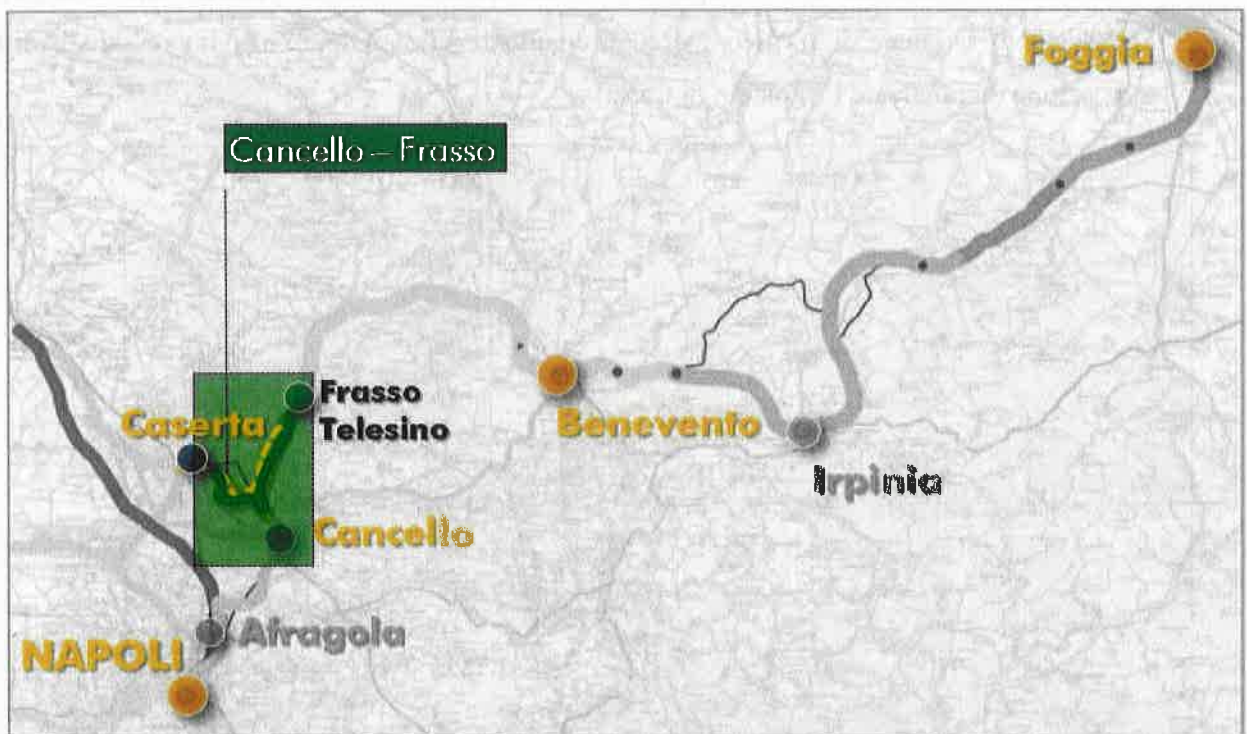 Foggia
Cancello – Frasso
Frasso
Telesino
Caserta
Benevento
Irpinia
Cancello
Afragola
NAPOLI